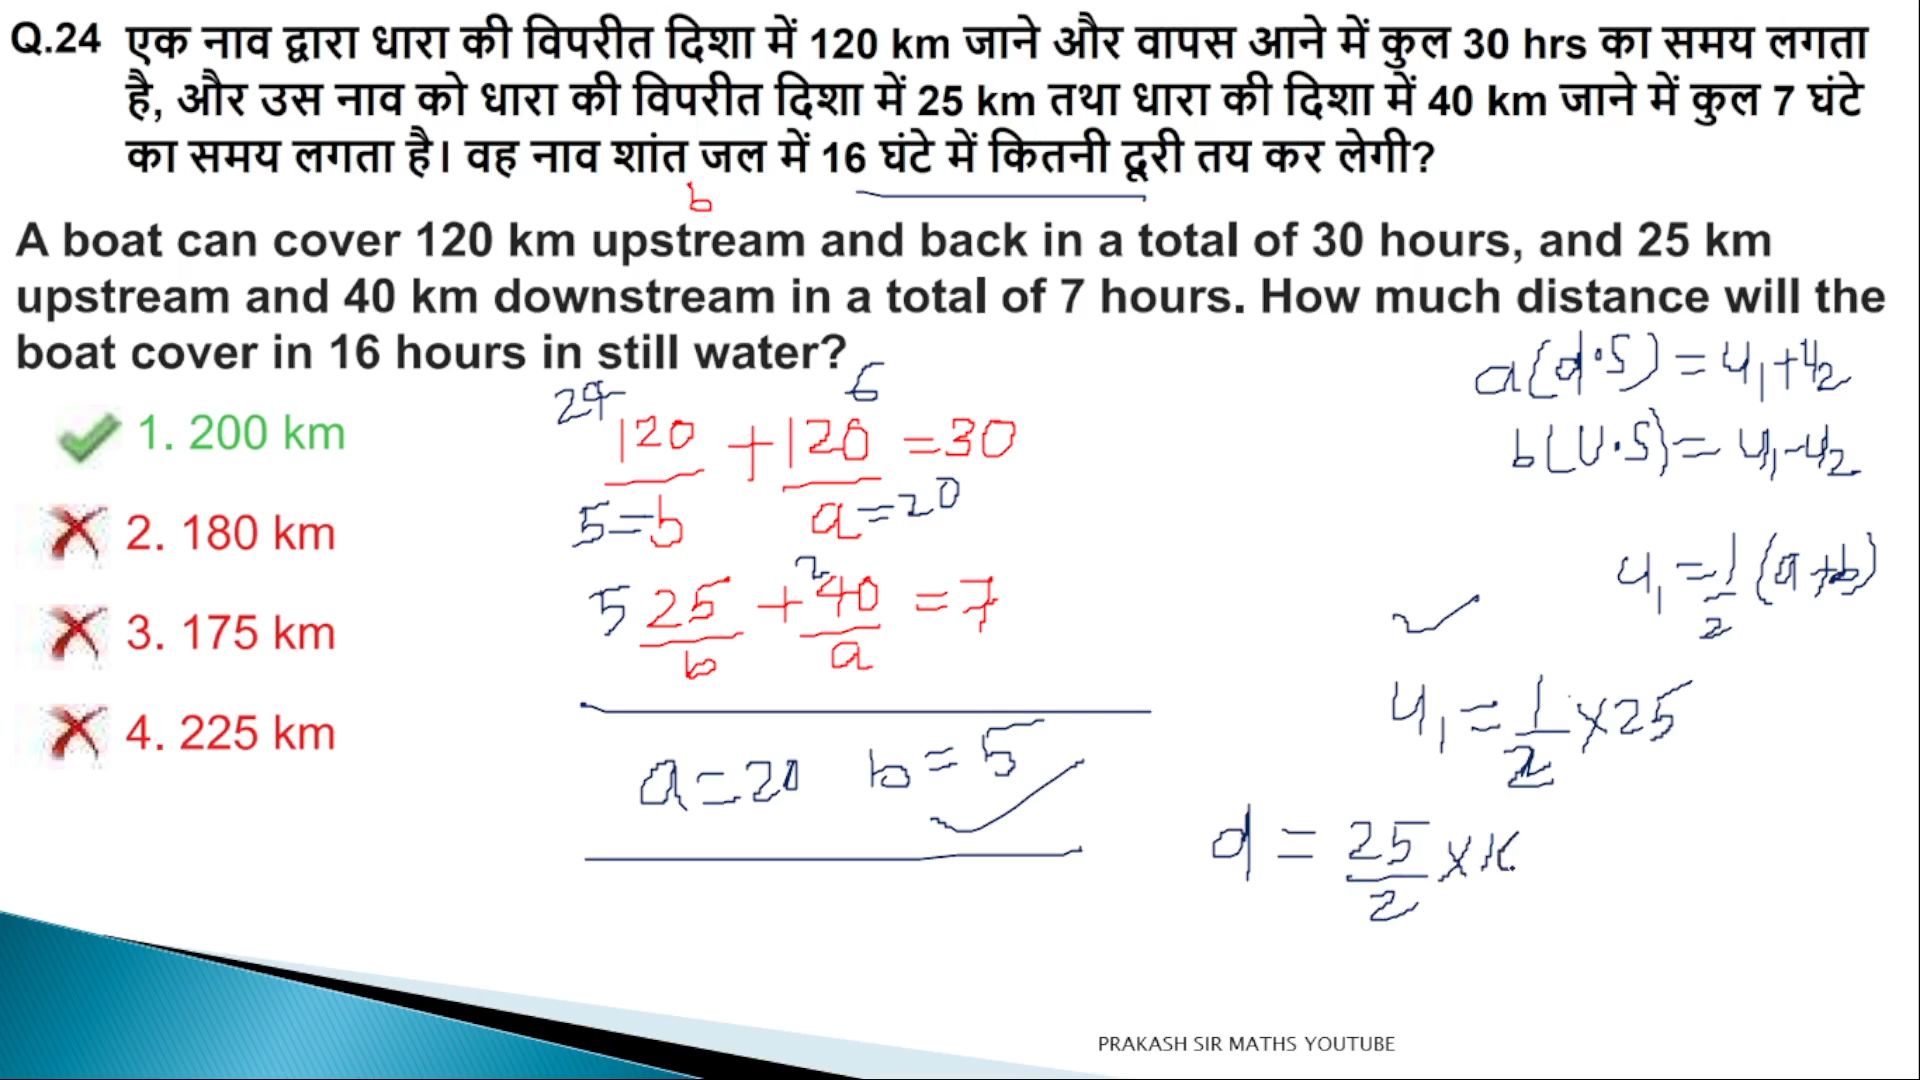 Q.24 एक नाव द्वारा धारा की विपरीत दिशा में 120 km जाने और वापस आने में कुल 30 hrs का समय लगता
है, और उस नाव को धारा की विपरीत दिशा में 25 km तथा धारा की दिशा में 40 km जाने में कुल 7 घंटे
का समय लगता है। वह नाव शांत जल में 16 घंटे में कितनी दूरी तय कर लेगी?
b
A boat can cover 120 km upstream and back in a total of 30 hours, and 25 km
upstream and 40 km downstream in a total of 7 hours. How much distance will the
boat cover in 16 hours in still water?
1. 200 km
2. 180 km
3. 175 km
4. 225 km
24 6
120 + 120 = 30
5 = b a = 20
5 2
25 + 40 = 7
b a
a = 20 b = 5
a(d.S) = u₁+u₂
b(U.S) = u₁-u₂
u₁ = 1/2 (a+b)
u₁ = 1/2 × 25
d = 25/2 ×
PRAKASH SIR MATHS YOUTUBE